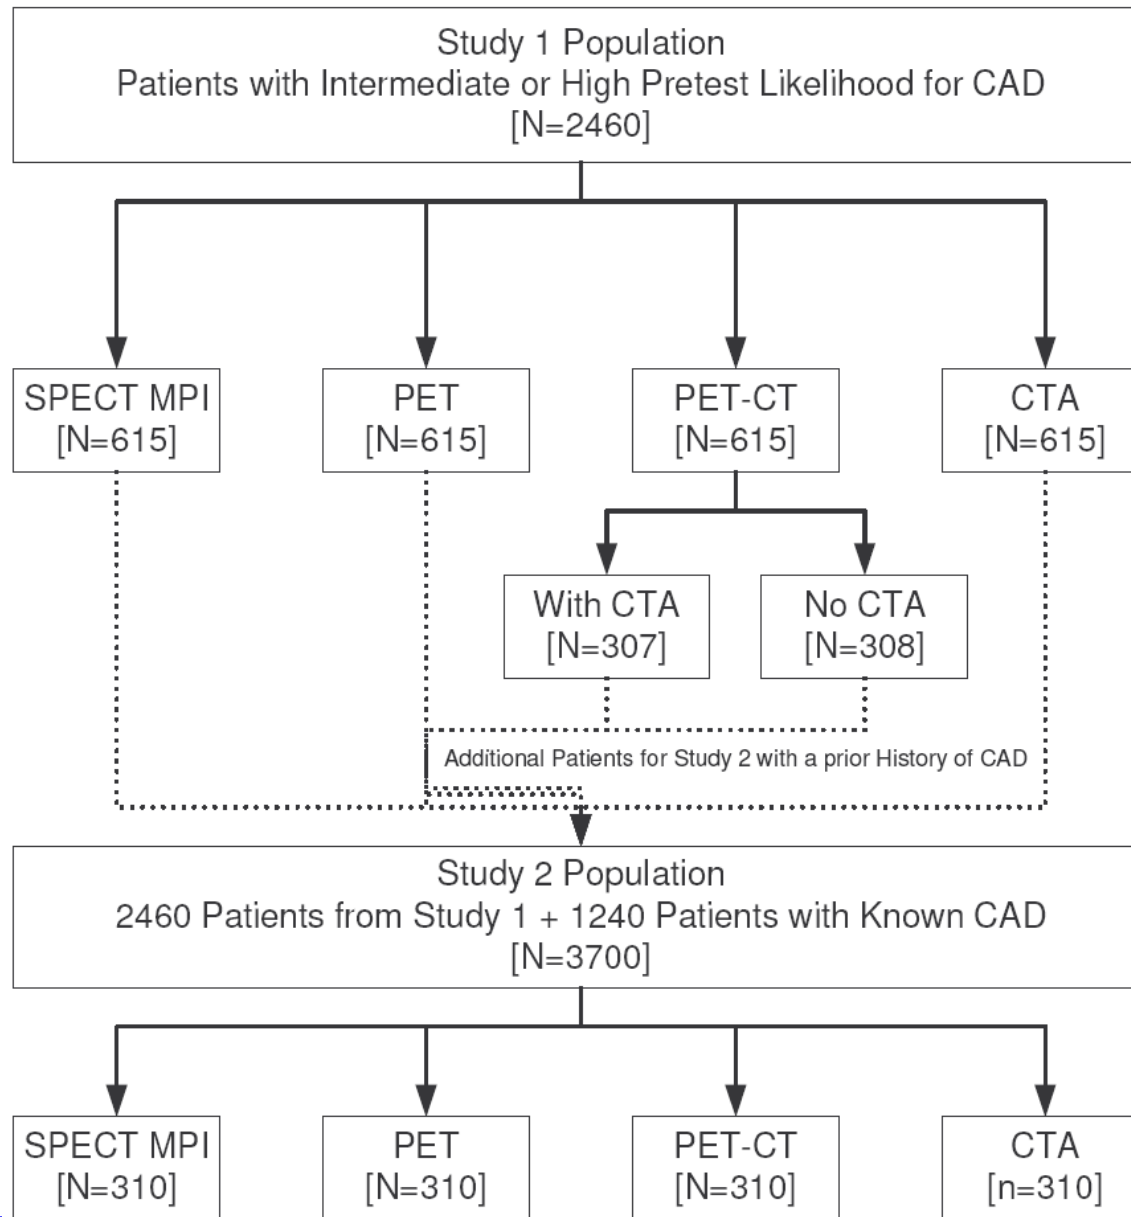 Study 1 Population
Patients with Intermediate or High Pretest Likelihood for CAD
[N=2460]
SPECT MPI
[N=615]
PET
[N=615]
PET-CT
[N=615]
CTA
[N=615]
With CTA
[N=307]
No CTA
[N=308]
Additional Patients for Study 2 with a prior History of CAD
Study 2 Population
2460 Patients from Study 1 + 1240 Patients with Known CAD
[N=3700]
SPECT MPI
[N=310]
PET
[N=310]
PET-CT
[N=310]
CTA
[n=310]